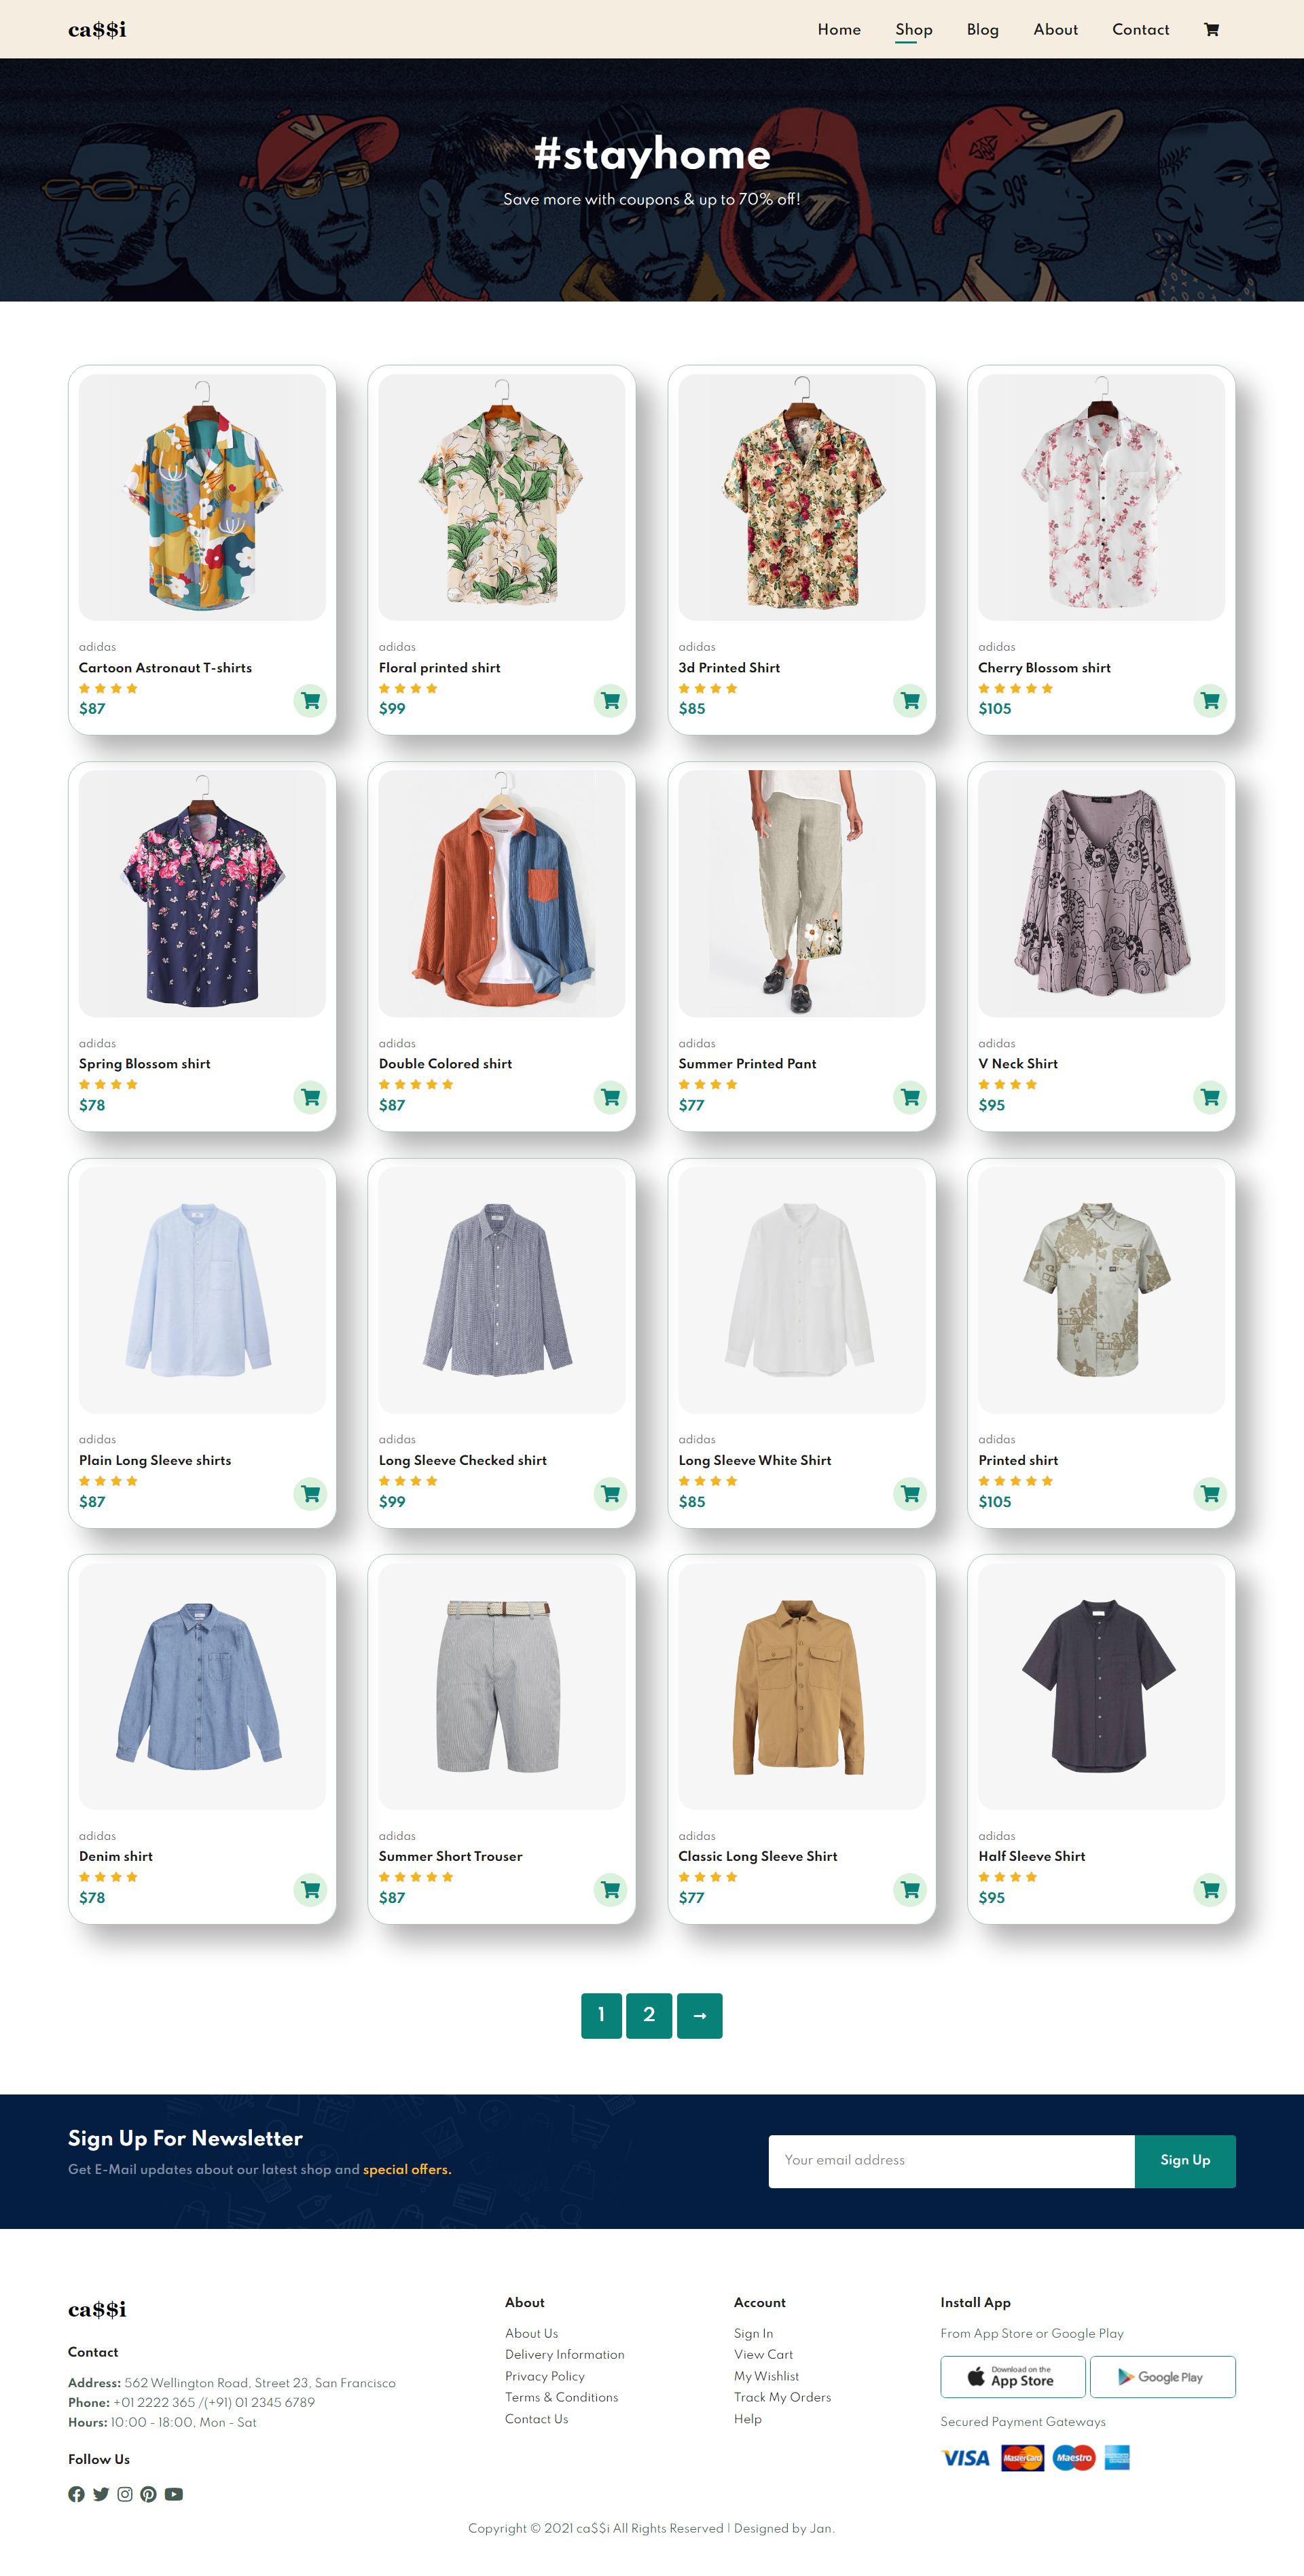 ca$$i
Home
Shop
Blog
About
Contact
#stayhome
Save more with coupons & up to 70% off!
adidas
Cartoon Astronaut T-shirts
$87
adidas
Floral printed shirt
$99
adidas
3d Printed Shirt
$85
adidas
Cherry Blossom shirt
$105
adidas
Spring Blossom shirt
$78
adidas
Double Colored shirt
$87
adidas
Summer Printed Pant
$77
adidas
V Neck Shirt
$95
adidas
Plain Long Sleeve shirts
$87
adidas
Long Sleeve Checked shirt
$99
adidas
Long Sleeve White Shirt
$85
adidas
Printed shirt
$105
adidas
Denim shirt
$78
adidas
Summer Short Trouser
$87
adidas
Classic Long Sleeve Shirt
$77
adidas
Half Sleeve Shirt
$95
1
2
→
Sign Up For Newsletter
Get E-Mail updates about our latest shop and special offers.
Your email address
Sign Up
ca$$i
Contact
Address: 562 Wellington Road, Street 23, San Francisco
Phone: +01 2222 365 /(+91) 01 2345 6789
Hours: 10:00 - 18:00, Mon - Sat
Follow Us
About
About Us
Delivery Information
Privacy Policy
Terms & Conditions
Contact Us
Account
Sign In
View Cart
My Wishlist
Track My Orders
Help
Install App
From App Store or Google Play
Download on the
App Store
Google Play
Secured Payment Gateways
VISA
MasterCard
Maestro
Copyright © 2021 ca$$i All Rights Reserved | Designed by Jan.